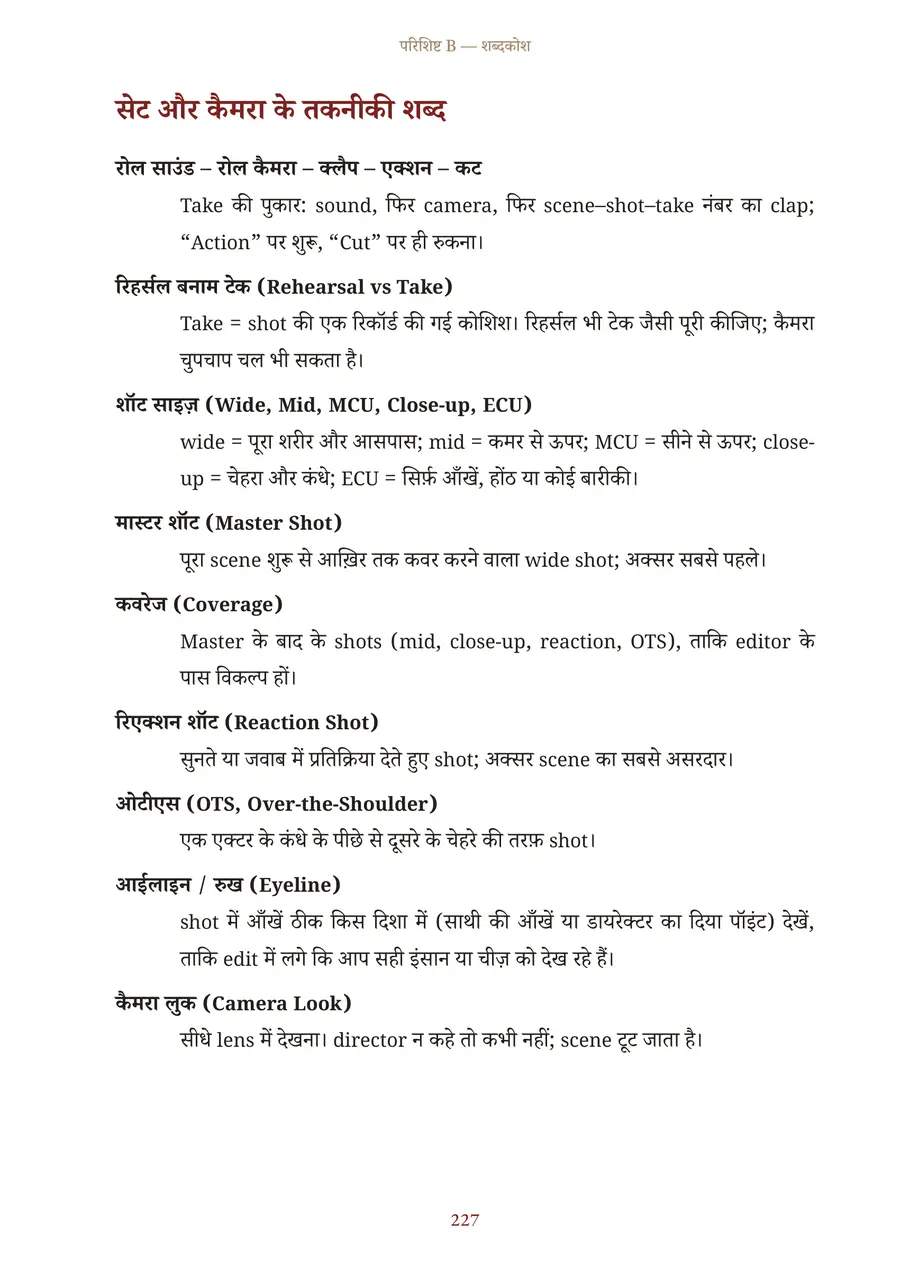 परिशिष्ट B — शब्दकोश
सेट और कैमरा के तकनीकी शब्द
रोल साउंड – रोल कैमरा – क्लैप – एक्शन – कट
Take की पुकार: sound, फिर camera, फिर scene–shot–take नंबर का clap;
“Action” पर शुरू, “Cut” पर ही रुकना।
रिहर्सल बनाम टेक (Rehearsal vs Take)
Take = shot की एक रिकॉर्ड की गई कोशिश। रिहर्सल भी टेक जैसी पूरी कीजिए; कैमरा
चुपचाप चल भी सकता है।
शॉट साइज़ (Wide, Mid, MCU, Close-up, ECU)
wide = पूरा शरीर और आसपास; mid = कमर से ऊपर; MCU = सीने से ऊपर; close-
up = चेहरा और कंधे; ECU = सिर्फ़ आँखें, होंठ या कोई बारीकी।
मास्टर शॉट (Master Shot)
पूरा scene शुरू से आख़िर तक कवर करने वाला wide shot; अक्सर सबसे पहले।
कवरेज (Coverage)
Master के बाद के shots (mid, close-up, reaction, OTS), ताकि editor के
पास विकल्प हों।
रिएक्शन शॉट (Reaction Shot)
सुनते या जवाब में प्रतिक्रिया देते हुए shot; अक्सर scene का सबसे असरदार।
ओटीएस (OTS, Over-the-Shoulder)
एक एक्टर के कंधे के पीछे से दूसरे के चेहरे की तरफ़ shot।
आईलाइन / रुख (Eyeline)
shot में आँखें ठीक किस दिशा में (साथी की आँखें या डायरेक्टर का दिया पॉइंट) देखें,
ताकि edit में लगे कि आप सही इंसान या चीज़ को देख रहे हैं।
कैमरा लुक (Camera Look)
सीधे lens में देखना। director न कहे तो कभी नहीं; scene टूट जाता है।
227